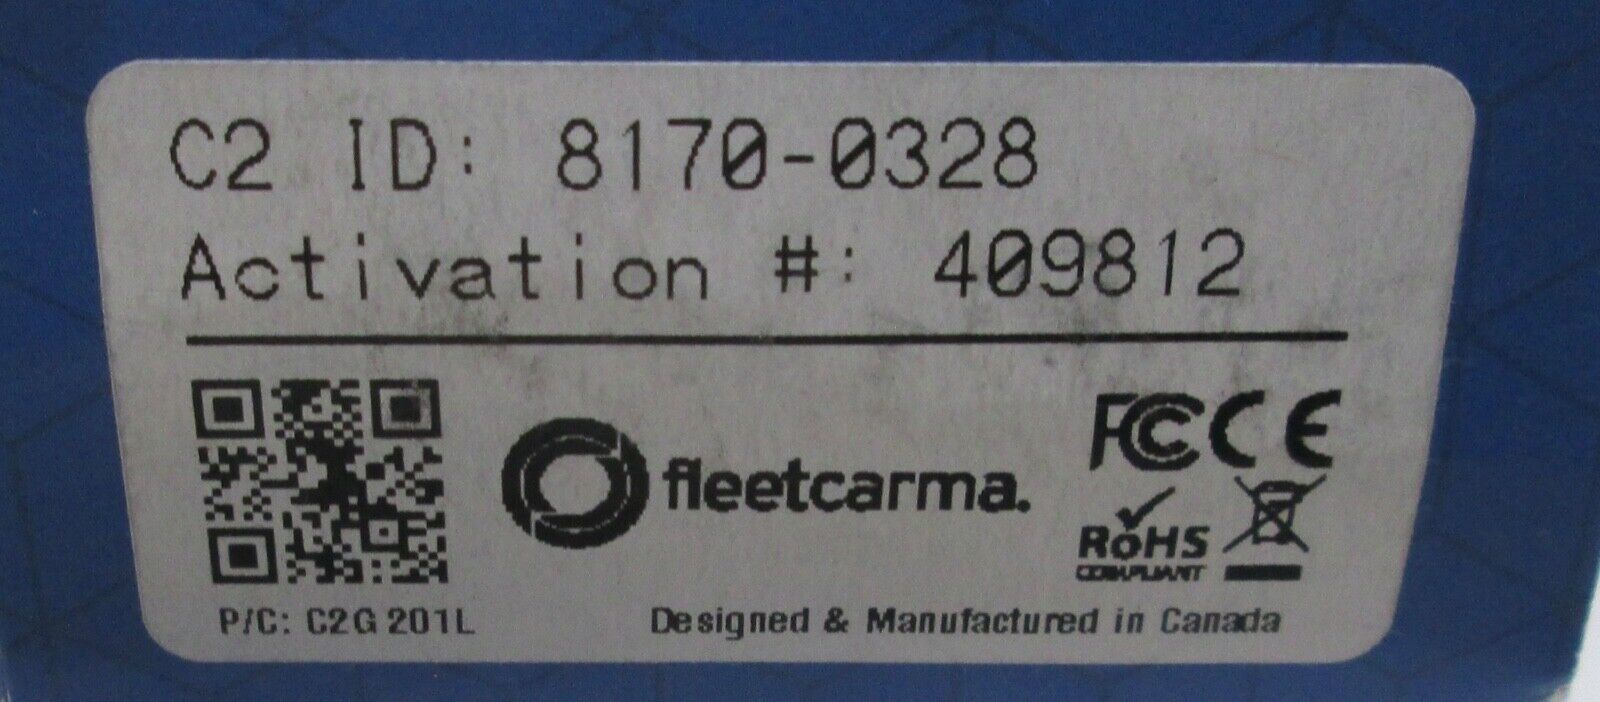 C2 ID: 8170-0328
Activation #: 409812
fleetcarma.
FC CE
RoHS
COMPLIANT
P/C: C2G 201L
Designed & Manufactured in Canada